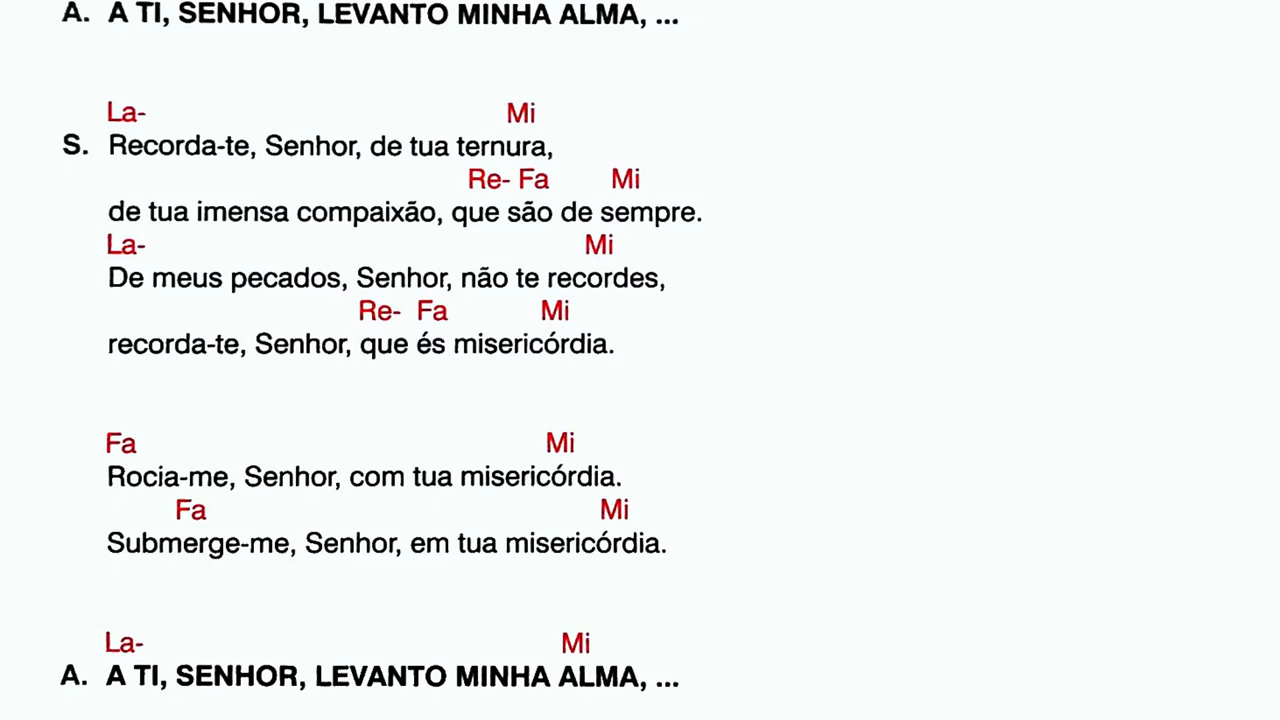 A. A TI, SENHOR, LEVANTO MINHA ALMA, ...
La- Mi
S. Recorda-te, Senhor, de tua ternura,
Re- Fa Mi
de tua imensa compaixão, que são de sempre.
La- Mi
De meus pecados, Senhor, não te recordes,
Re- Fa Mi
recorda-te, Senhor, que és misericórdia.
Fa Mi
Rocia-me, Senhor, com tua misericórdia.
Fa Mi
Submerge-me, Senhor, em tua misericórdia.
La- Mi
A. A TI, SENHOR, LEVANTO MINHA ALMA, ...